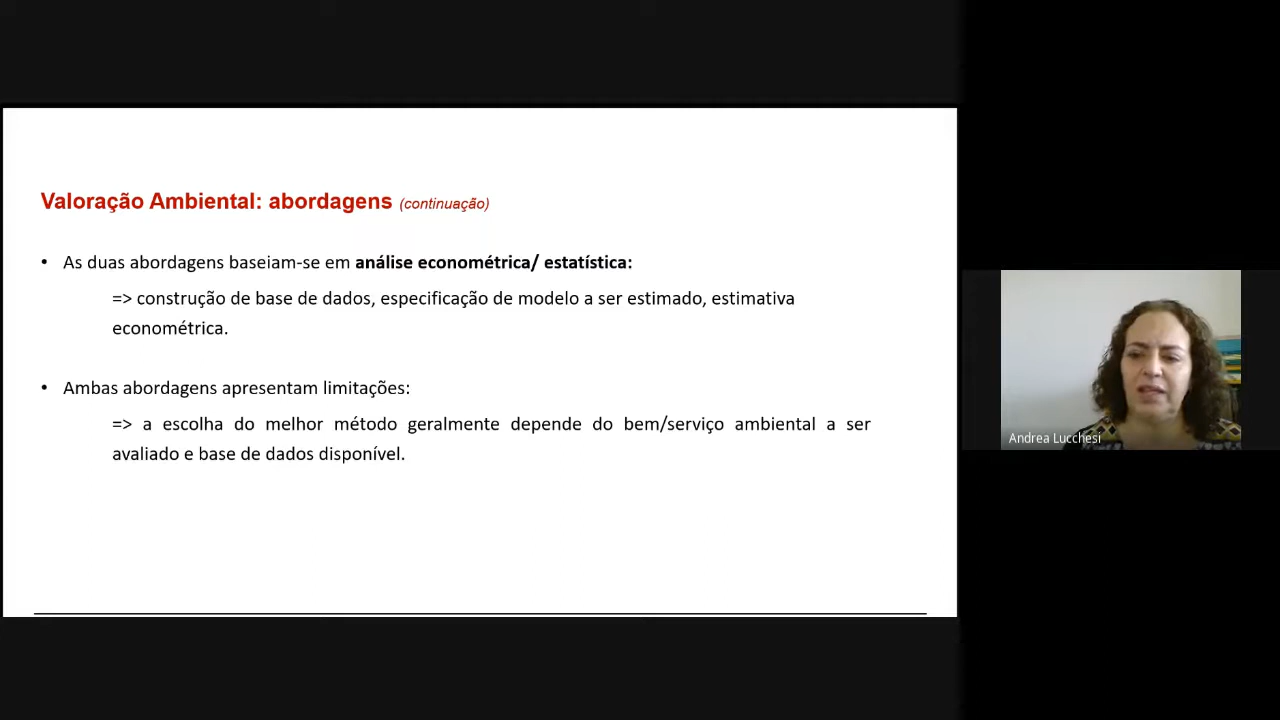 Valoração Ambiental: abordagens (continuação)
• As duas abordagens baseiam-se em análise econométrica/ estatística:
=> construção de base de dados, especificação de modelo a ser estimado, estimativa
econométrica.
• Ambas abordagens apresentam limitações:
=> a escolha do melhor método geralmente depende do bem/serviço ambiental a ser
avaliado e base de dados disponível.
Andrea Lucchesi